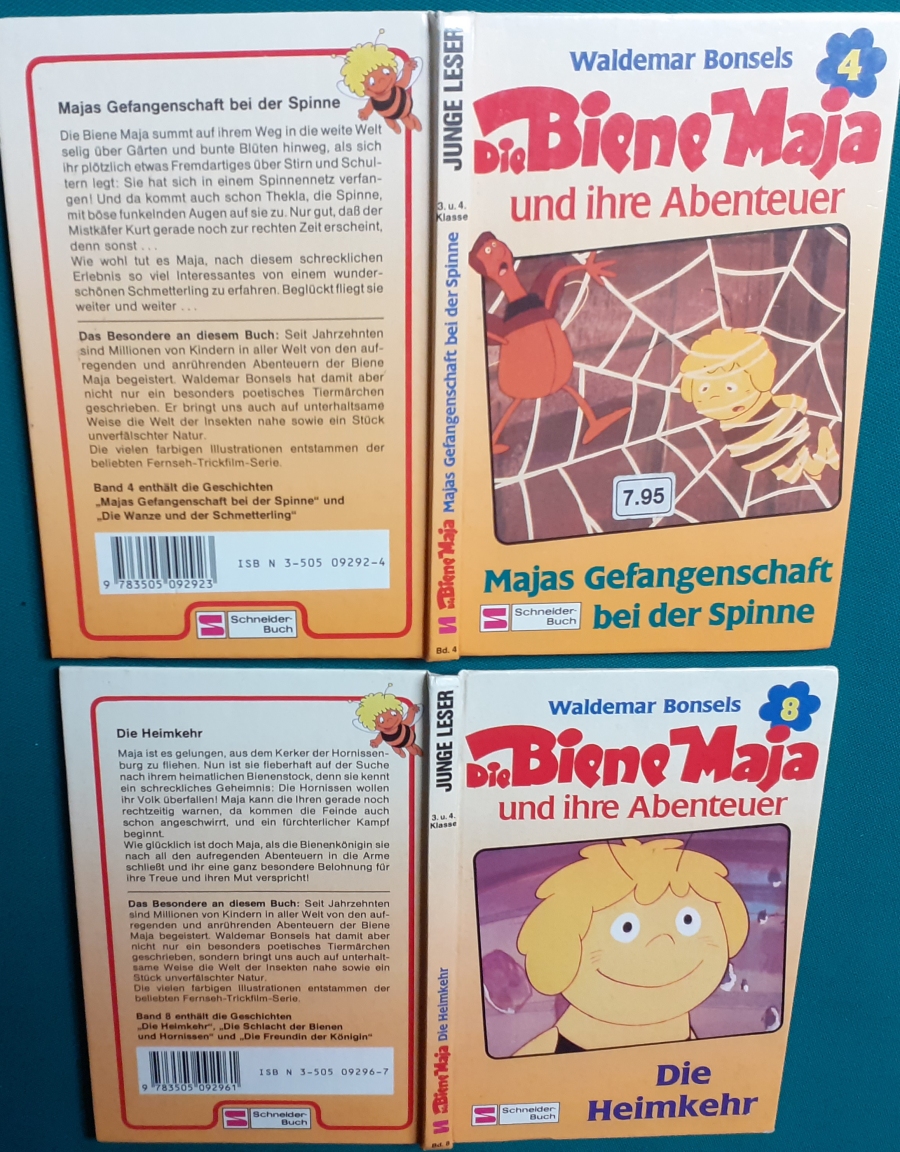 Majas Gefangenschaft bei der Spinne
Die Biene Maja summt auf ihrem Weg in die weite Welt
selig über Gärten und bunte Blüten hinweg, als sich
ihr plötzlich etwas Fremdartiges über Stirn und Schul-
tern legt: Sie hat sich in einem Spinnennetz verfan-
gen! Und da kommt auch schon Thekla, die Spinne,
mit böse funkelnden Augen auf sie zu. Nur gut, daß der
Mistkäfer Kurt gerade noch zur rechten Zeit erscheint,
denn sonst . . .
Wie wohl tut es Maja, nach diesem schrecklichen
Erlebnis so viel Interessantes von einem wunder-
schönen Schmetterling zu erfahren. Beglückt fliegt sie
weiter und weiter . . .
Das Besondere an diesem Buch: Seit Jahrzehnten
sind Millionen von Kindern in aller Welt von den auf-
regenden und anrührenden Abenteuern der Biene
Maja begeistert. Waldemar Bonsels hat damit aber
nicht nur ein besonders poetisches Tiermärchen
geschrieben. Er bringt uns auch auf unterhaltsame
Weise die Welt der Insekten nahe sowie ein Stück
unverfälschter Natur.
Die vielen farbigen Illustrationen entstammen der
beliebten Fernseh-Trickfilm-Serie.
Band 4 enthält die Geschichten
„Majas Gefangenschaft bei der Spinne“ und
„Die Wanze und der Schmetterling“
ISB N 3-505 09292-4
9 783505 092923
Schneider-
Buch
JUNGE LESER
3. u. 4.
Klasse
Die Biene Maja Majas Gefangenschaft bei der Spinne
Bd. 4
Waldemar Bonsels
4
Die Biene Maja
und ihre Abenteuer
7.95
Majas Gefangenschaft
bei der Spinne
Schneider-
Buch
Die Heimkehr
Maja ist es gelungen, aus dem Kerker der Hornissen-
burg zu fliehen. Nun ist sie fieberhaft auf der Suche
nach ihrem heimatlichen Bienenstock, denn sie kennt
ein schreckliches Geheimnis: Die Hornissen wollen
ihr Volk überfallen! Maja kann die Ihren gerade noch
rechtzeitig warnen, da kommen die Feinde auch
schon angeschwirrt, und ein fürchterlicher Kampf
beginnt.
Wie glücklich ist doch Maja, als die Bienenkönigin sie
nach all den aufregenden Abenteuern in die Arme
schließt und ihr eine ganz besondere Belohnung für
ihre Treue und ihren Mut verspricht!
Das Besondere an diesem Buch: Seit Jahrzehnten
sind Millionen von Kindern in aller Welt von den auf-
regenden und anrührenden Abenteuern der Biene
Maja begeistert. Waldemar Bonsels hat damit aber
nicht nur ein besonders poetisches Tiermärchen
geschrieben, sondern bringt uns auch auf unterhalt-
same Weise die Welt der Insekten nahe sowie ein
Stück unverfälschter Natur.
Die vielen farbigen Illustrationen entstammen der
beliebten Fernseh-Trickfilm-Serie.
Band 8 enthält die Geschichten
„Die Heimkehr“, „Die Schlacht der Bienen
und Hornissen“ und „Die Freundin der Königin“
ISB N 3-505 09296-7
9 783505 092961
Schneider-
Buch
JUNGE LESER
3. u. 4.
Klasse
Die Biene Maja Die Heimkehr
Bd. 8
Waldemar Bonsels
8
Die Biene Maja
und ihre Abenteuer
Die
Heimkehr
Schneider-
Buch